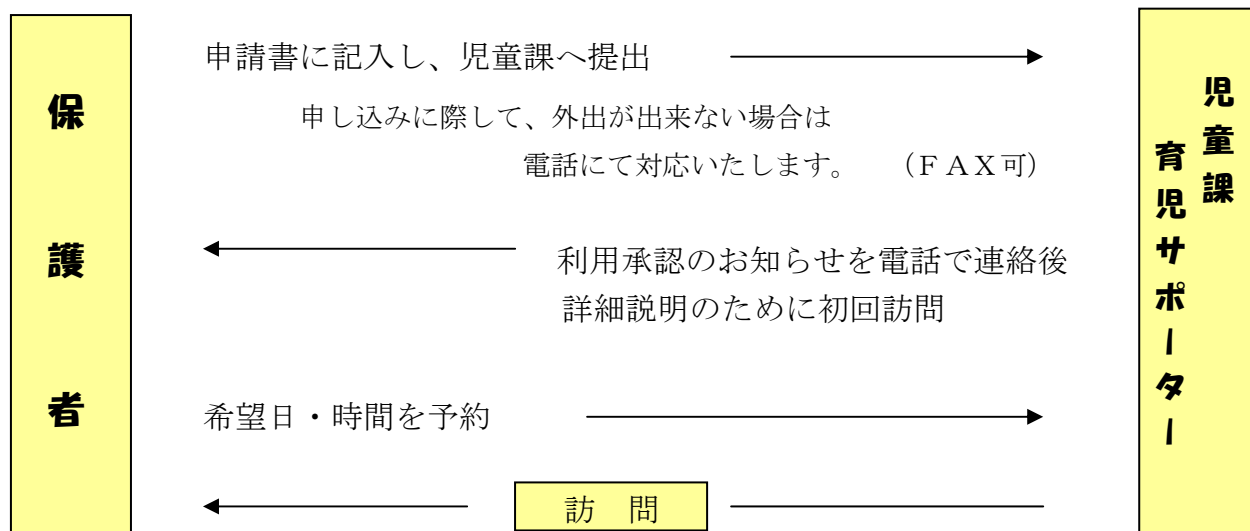 保護者
申請書に記入し、児童課へ提出
申し込みに際して、外出が出来ない場合は
電話にて対応いたします。　（ＦＡＸ可）
利用承認のお知らせを電話で連絡後
詳細説明のために初回訪問
希望日・時間を予約
訪　問
児童課
育児サポーター